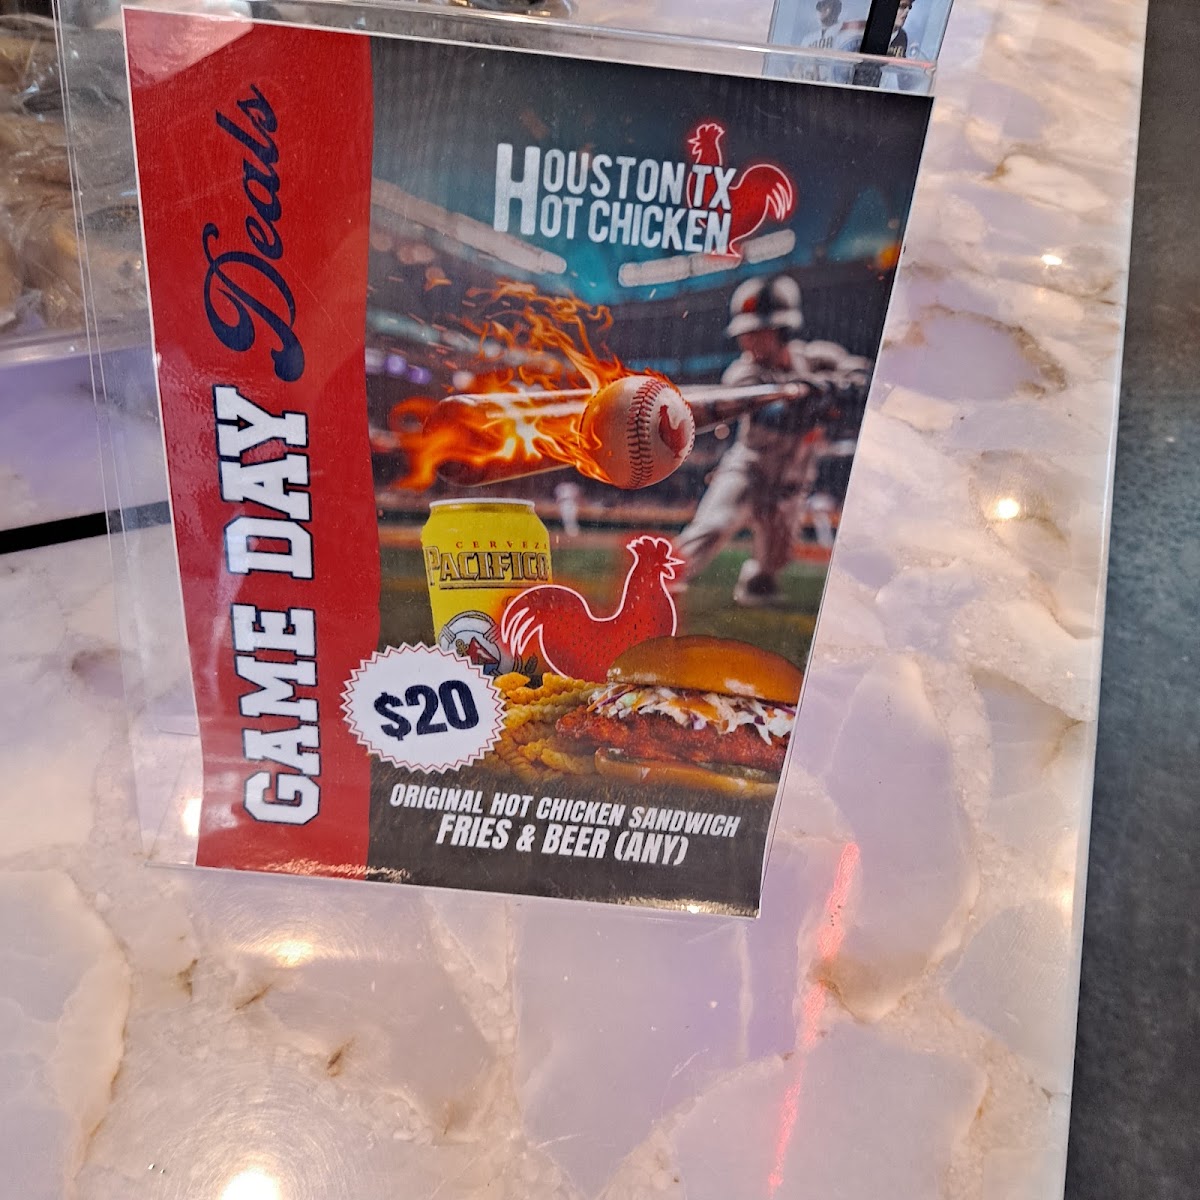 GAME DAY Deals
HOUSTON TX
HOT CHICKEN
CERVEZA
PACIFICO
$20
ORIGINAL HOT CHICKEN SANDWICH
FRIES & BEER (ANY)